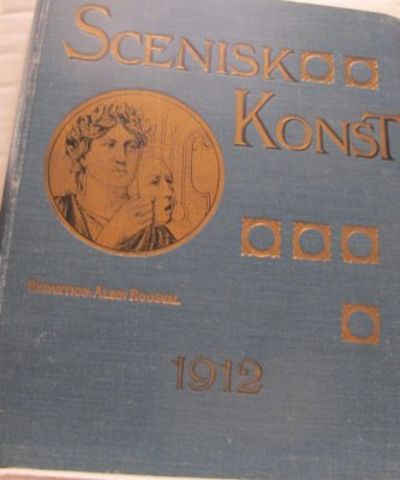 SCENISK
KONST
REDAKTION: ALBIN ROOSVAL
1912